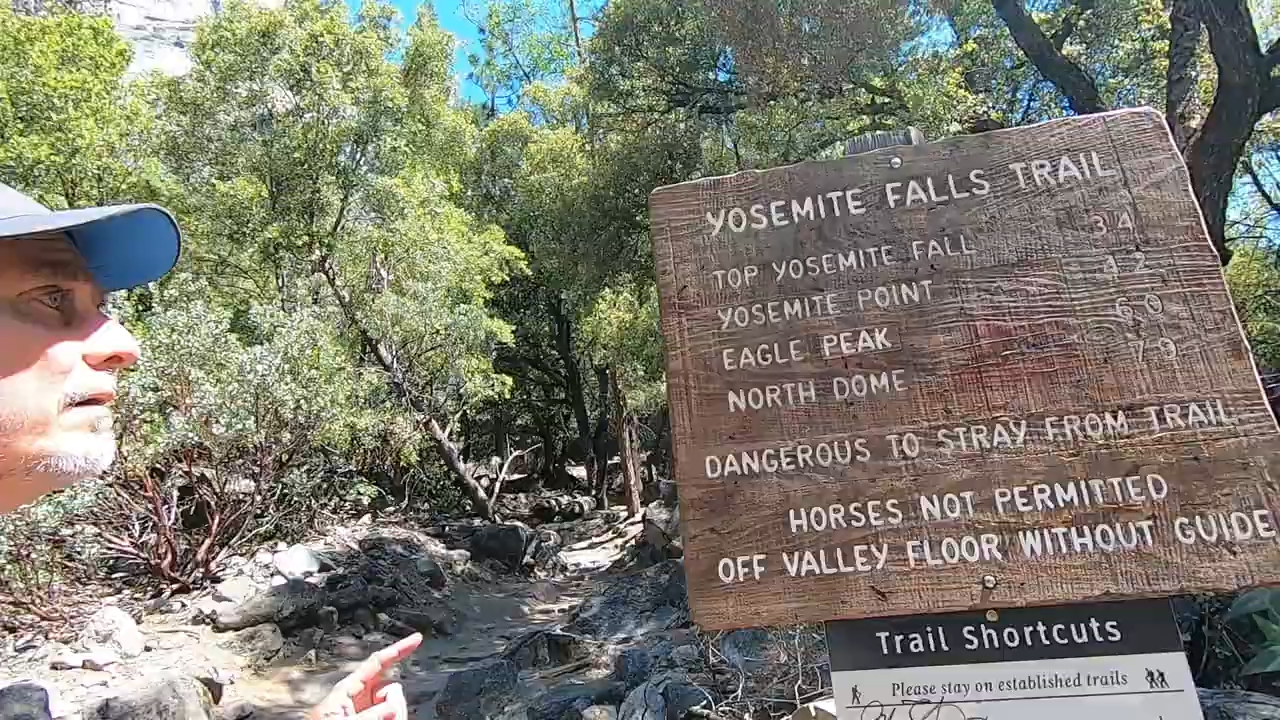 YOSEMITE FALLS TRAIL
TOP YOSEMITE FALL 3 4
YOSEMITE POINT 4 2
EAGLE PEAK 6 0
NORTH DOME 7 9
DANGEROUS TO STRAY FROM TRAIL
HORSES NOT PERMITTED
OFF VALLEY FLOOR WITHOUT GUIDE
Trail Shortcuts
Please stay on established trails